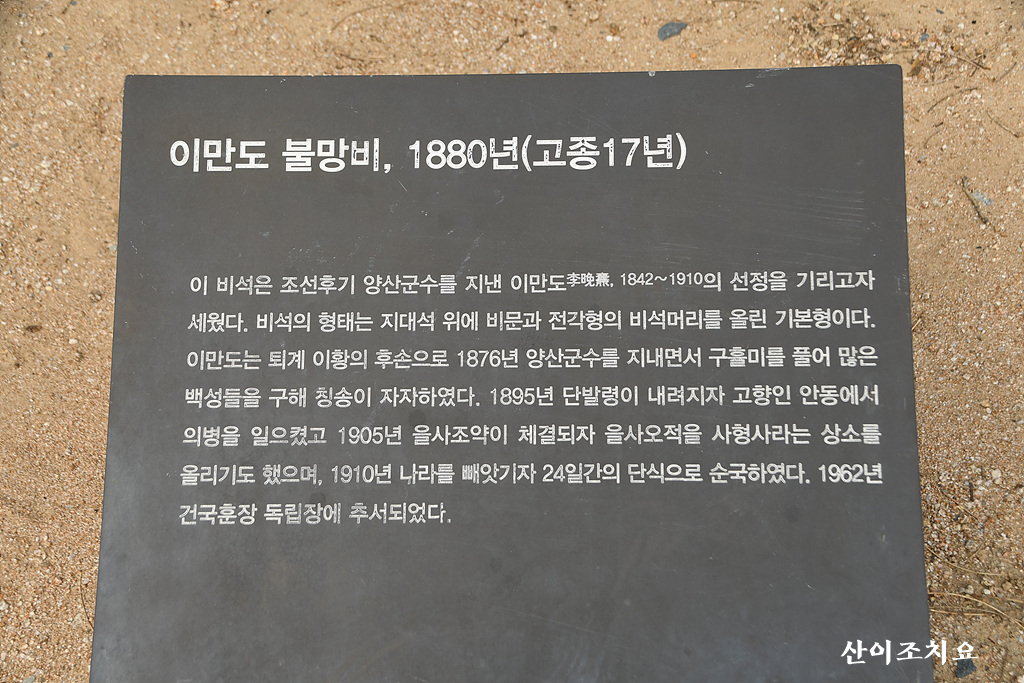 이만도 불망비, 1880년(고종17년)
이 비석은 조선후기 양산군수를 지낸 이만도李晩燾, 1842~1910의 선정을 기리고자
세웠다. 비석의 형태는 지대석 위에 비문과 전각형의 비석머리를 올린 기본형이다.
이만도는 퇴계 이황의 후손으로 1876년 양산군수를 지내면서 구휼미를 풀어 많은
백성들을 구해 칭송이 자자하였다. 1895년 단발령이 내려지자 고향인 안동에서
의병을 일으켰고 1905년 을사조약이 체결되자 을사오적을 사형사라는 상소를
올리기도 했으며, 1910년 나라를 빼앗기자 24일간의 단식으로 순국하였다. 1962년
건국훈장 독립장에 추서되었다.
산이조치요